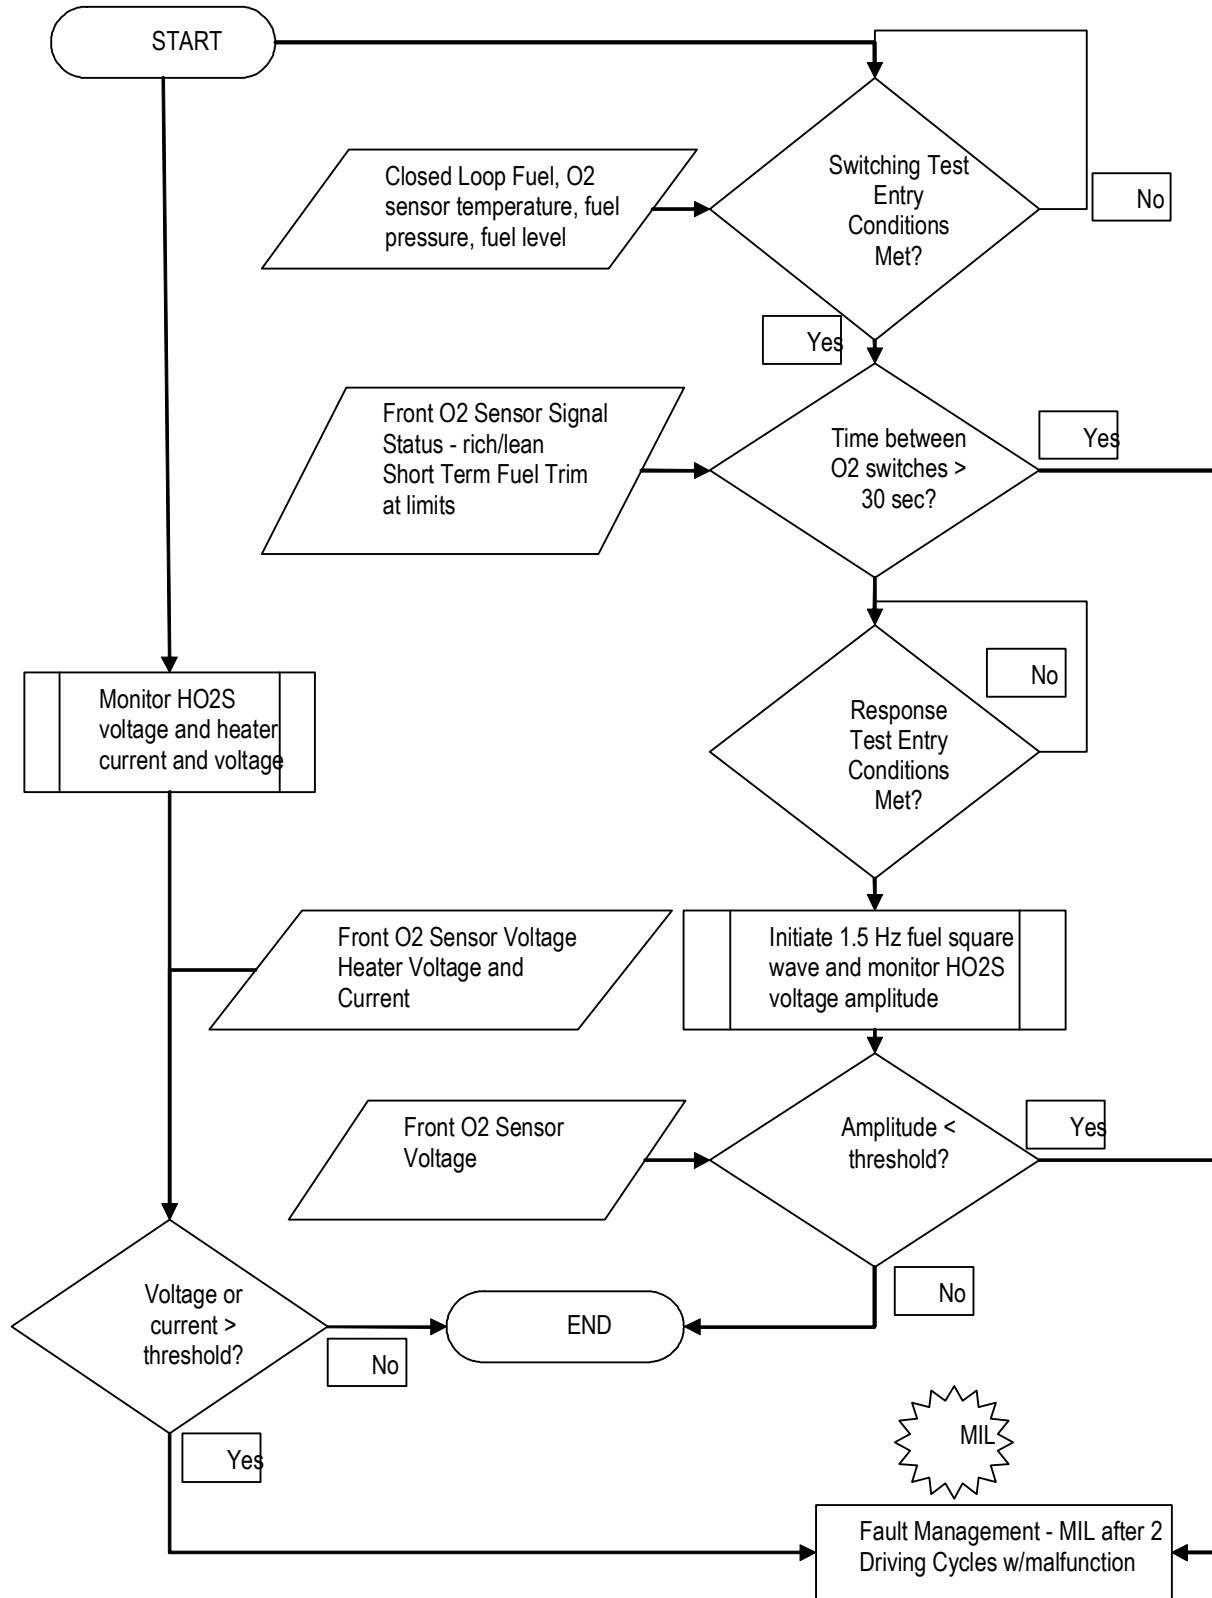 START
Switching Test
Entry
Conditions
Met?
No
Closed Loop Fuel, O2
sensor temperature, fuel
pressure, fuel level
Yes
Front O2 Sensor Signal
Status - rich/lean
Short Term Fuel Trim
at limits
Time between
O2 switches >
30 sec?
Yes
No
Monitor HO2S
voltage and heater
current and voltage
Response
Test Entry
Conditions
Met?
Front O2 Sensor Voltage
Heater Voltage and
Current
Initiate 1.5 Hz fuel square
wave and monitor HO2S
voltage amplitude
Front O2 Sensor
Voltage
Amplitude <
threshold?
Yes
No
Voltage or
current >
threshold?
No
END
Yes
MIL
Fault Management - MIL after 2
Driving Cycles w/malfunction